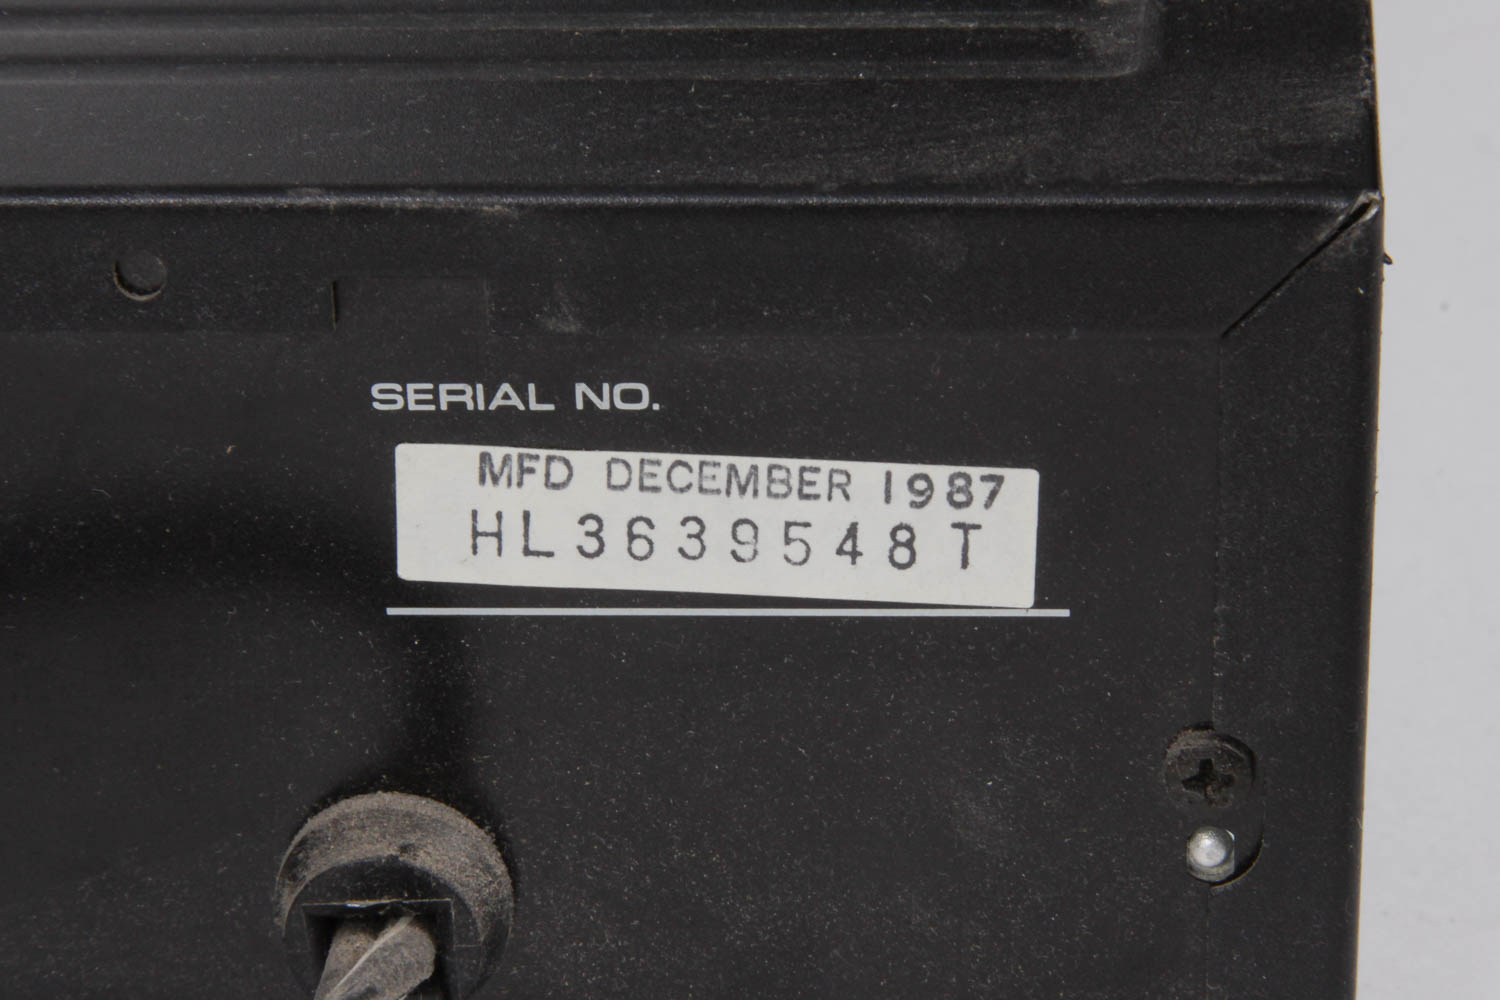 SERIAL NO.
MFD DECEMBER 1987
HL3639548T